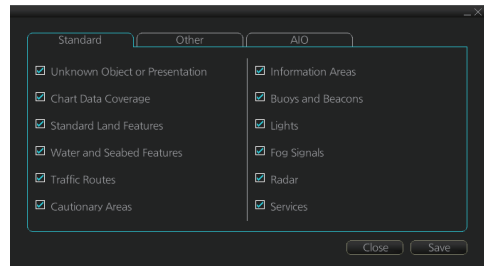 Standard
Other
AIO
Unknown Object or Presentation
Chart Data Coverage
Standard Land Features
Water and Seabed Features
Traffic Routes
Cautionary Areas
Information Areas
Buoys and Beacons
Lights
Fog Signals
Radar
Services
Close
Save